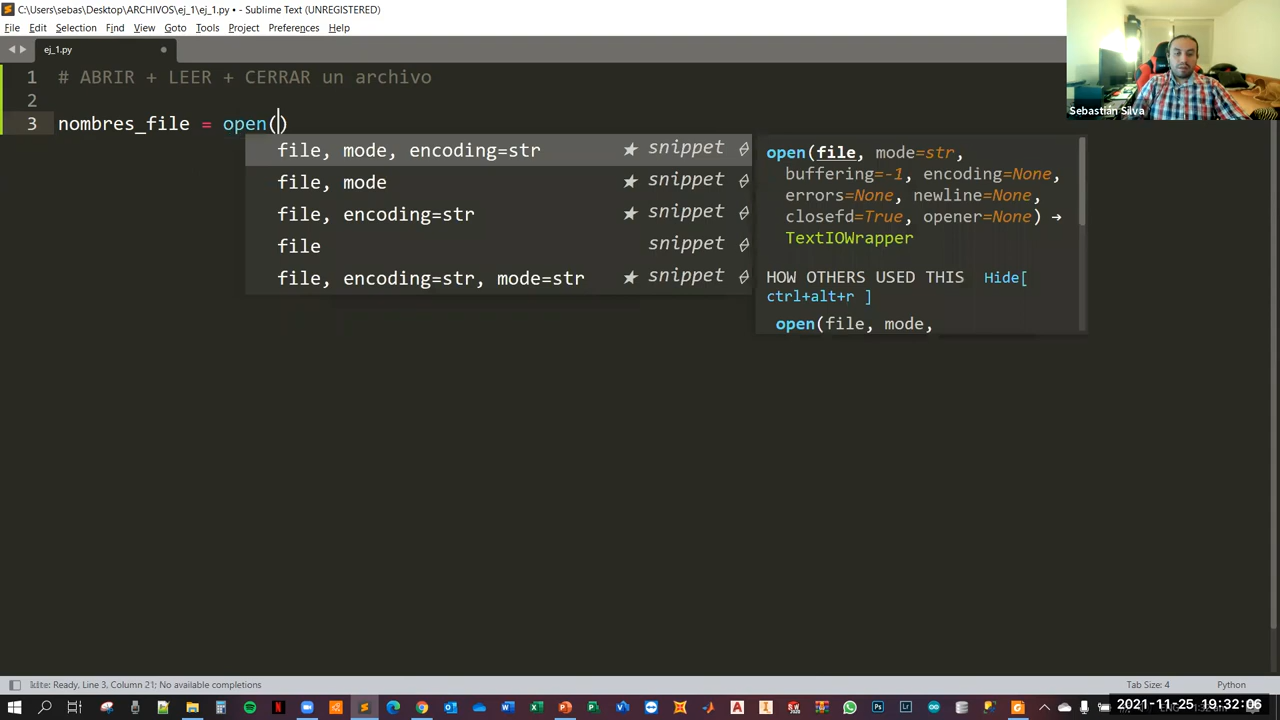 C:\Users\sebas\Desktop\ARCHIVOS\ej_1\ej_1.py • - Sublime Text (UNREGISTERED)
File Edit Selection Find View Goto Tools Project Preferences Help
ej_1.py
1 # ABRIR + LEER + CERRAR un archivo
2
3 nombres_file = open()
file, mode, encoding=str ★ snippet
file, mode ★ snippet
file, encoding=str ★ snippet
file snippet
file, encoding=str, mode=str ★ snippet
open(file, mode=str,
buffering=-1, encoding=None,
errors=None, newline=None,
closefd=True, opener=None) →
TextIOWrapper
HOW OTHERS USED THIS Hide[
ctrl+alt+r ]
open(file, mode,
Sebastián Silva
kite: Ready, Line 3, Column 21; No available completions
Tab Size: 4 Python
2021-11-25 19:32:06